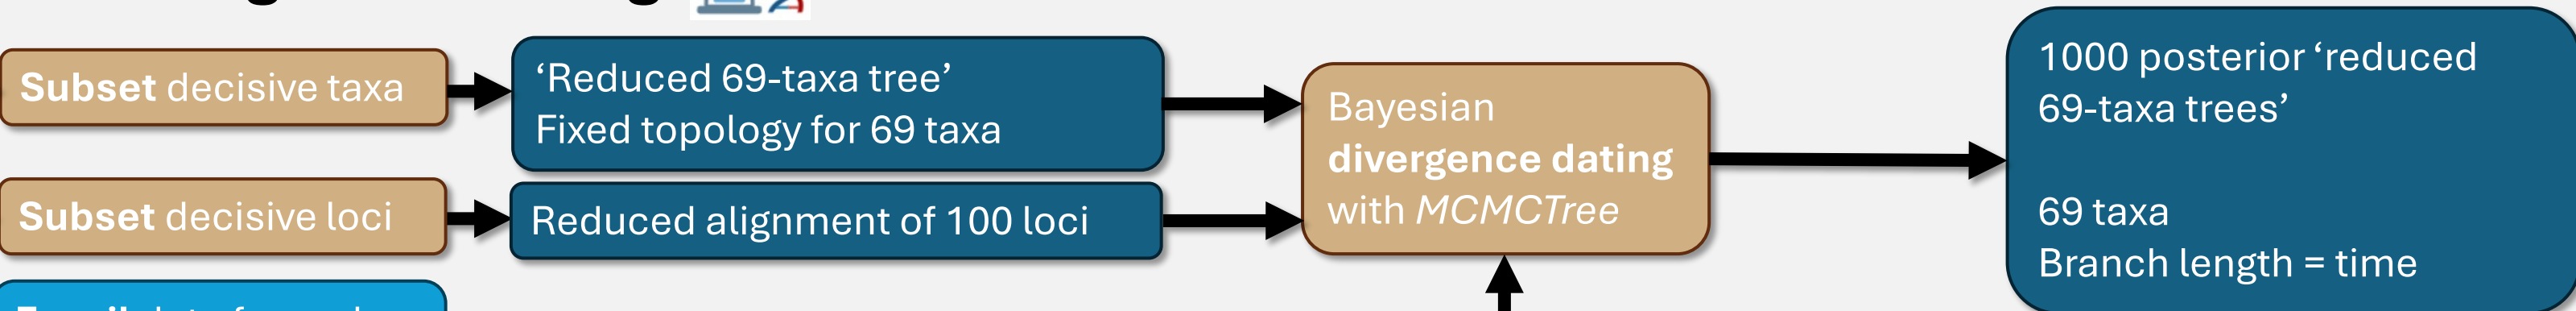 Subset decisive taxa
‘Reduced 69-taxa tree’
Fixed topology for 69 taxa
Subset decisive loci
Reduced alignment of 100 loci
Bayesian
divergence dating
with MCMCTree
1000 posterior ‘reduced
69-taxa trees’
69 taxa
Branch length = time